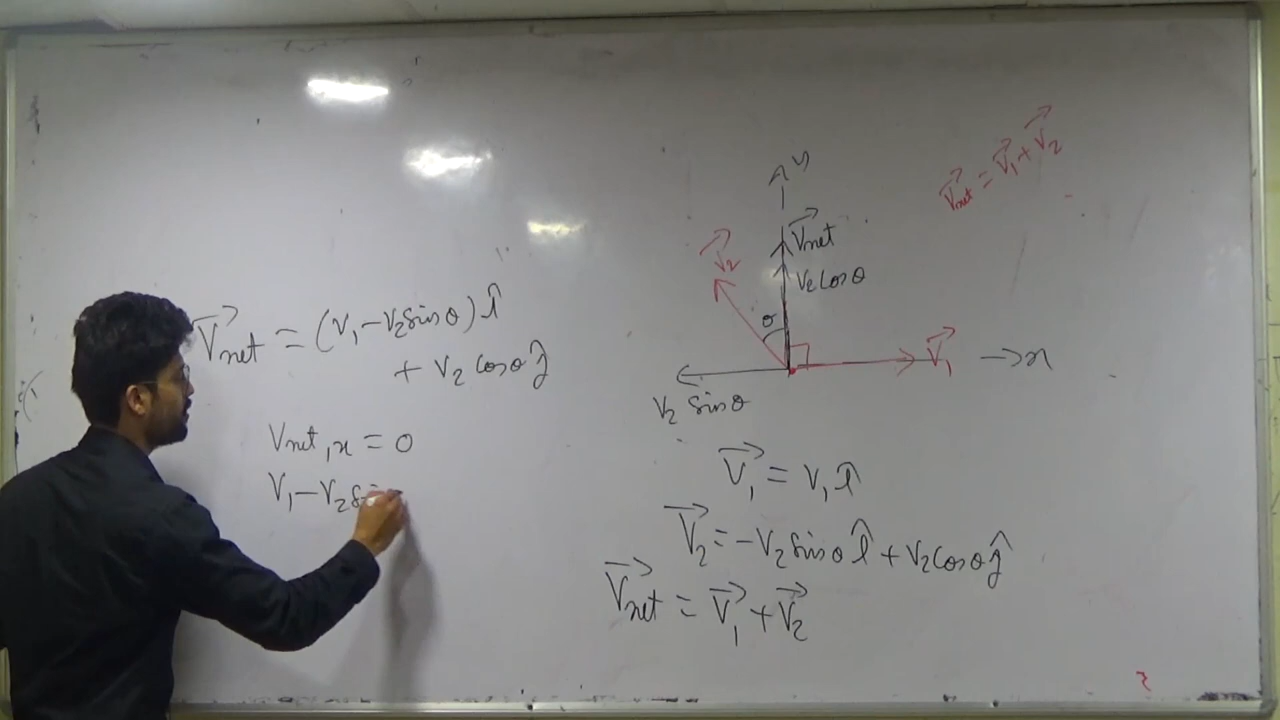 V⃗net = (V₁ - V₂ sin θ) î
+ V₂ cos θ ĵ
Vnet,x = 0
V₁ - V₂ si
y
V⃗net
V₂ cos θ
V⃗₂
θ
V⃗₁
→ x
V₂ sin θ
V⃗net = V⃗₁ + V⃗₂
V⃗₁ = V₁ î
V⃗₂ = -V₂ sin θ î + V₂ cos θ ĵ
V⃗net = V⃗₁ + V⃗₂